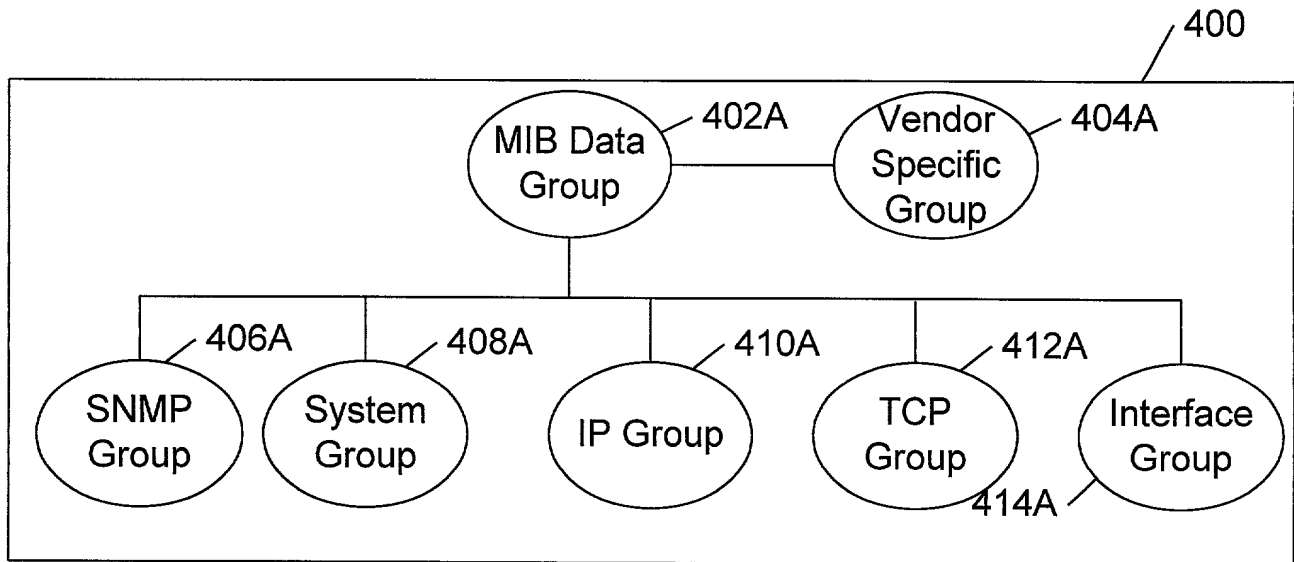 400
MIB Data
Group
402A
Vendor
Specific
Group
404A
SNMP
Group
406A
System
Group
408A
IP Group
410A
TCP
Group
412A
Interface
Group
414A